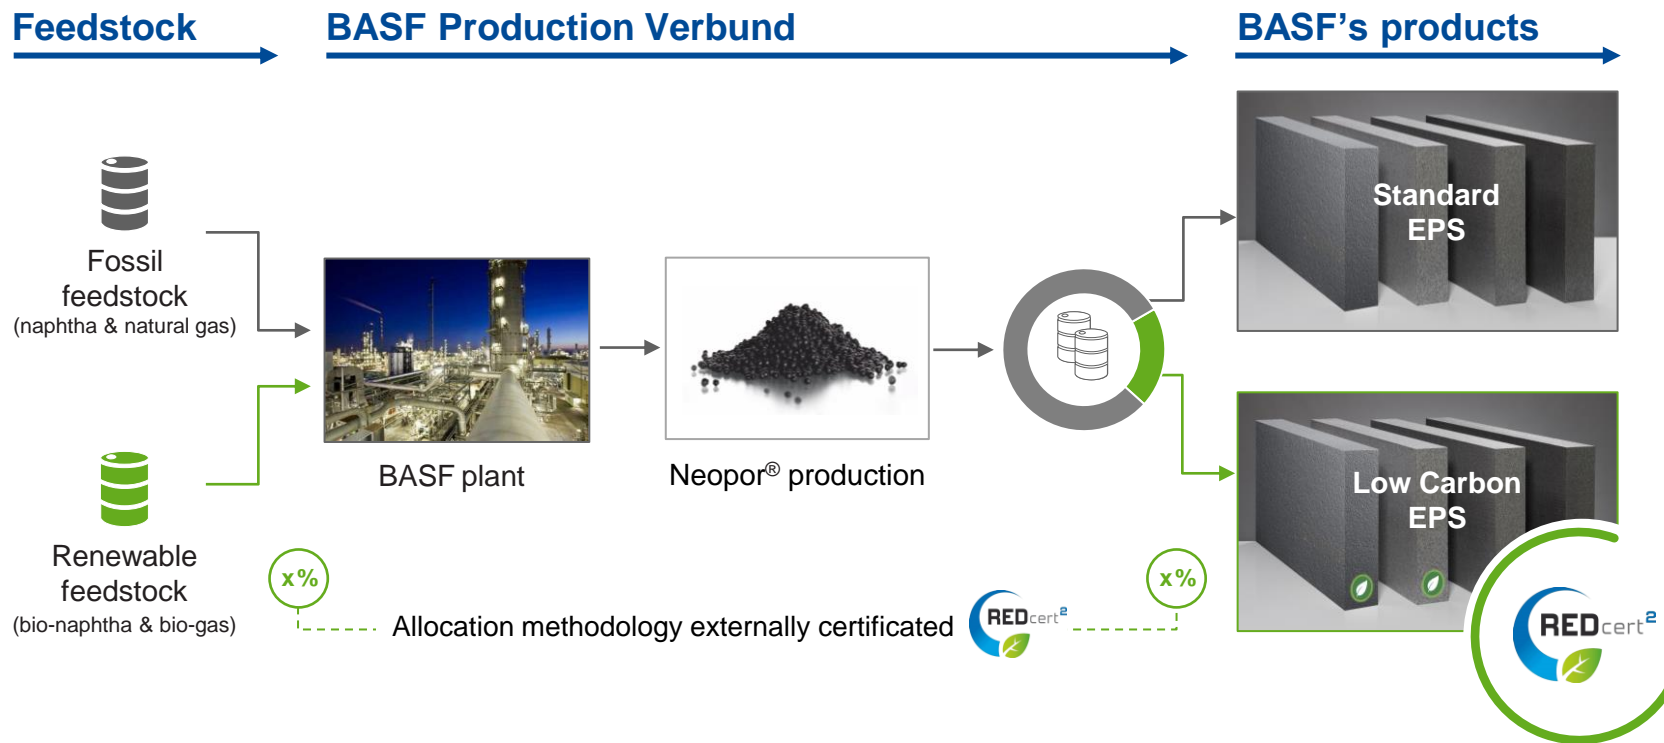 Feedstock
BASF Production Verbund
BASF's products
Fossil
feedstock
(naphtha & natural gas)
Renewable
feedstock
(bio-naphtha & bio-gas)
BASF plant
Neopor® production
Standard
EPS
Low Carbon
EPS
x%
Allocation methodology externally certificated
REDcert²
x%
REDcert²